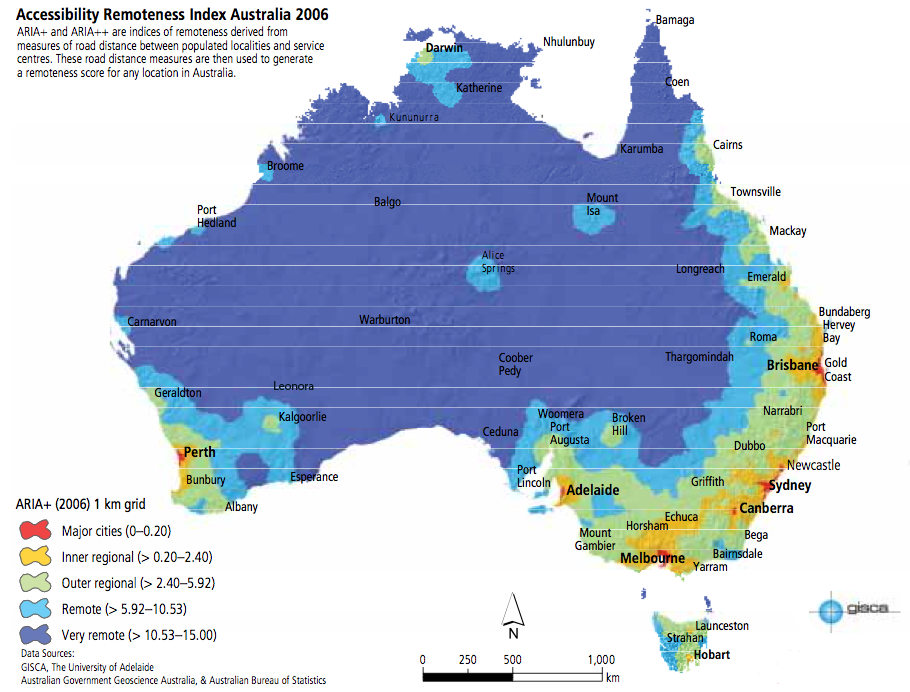 Accessibility Remoteness Index Australia 2006
ARIA+ and ARIA++ are indices of remoteness derived from
measures of road distance between populated localities and service
centres. These road distance measures are then used to generate
a remoteness score for any location in Australia.
Bamaga
Nhulunbuy
Darwin
Coen
Katherine
Kununurra
Cairns
Karumba
Broome
Townsville
Balgo
Mount
Isa
Port
Hedland
Mackay
Alice
Springs
Longreach
Emerald
Bundaberg
Hervey
Bay
Carnarvon
Warburton
Roma
Coober
Pedy
Thargomindah
Brisbane
Gold
Coast
Leonora
Geraldton
Kalgoorlie
Woomera
Port
Augusta
Broken
Hill
Narrabri
Ceduna
Port
Macquarie
Dubbo
Perth
Newcastle
Port
Lincoln
Esperance
Bunbury
Griffith
Sydney
Adelaide
Albany
Canberra
Echuca
Horsham
Mount
Gambier
Bega
Melbourne
Bairnsdale
Yarram
ARIA+ (2006) 1 km grid
Major cities (0–0.20)
Inner regional (> 0.20–2.40)
Outer regional (> 2.40–5.92)
Remote (> 5.92–10.53)
Very remote (> 10.53–15.00)
gisca
Launceston
Strahan
Hobart
N
0 250 500 1,000
km
Data Sources:
GISCA, The University of Adelaide
Australian Government Geoscience Australia, & Australian Bureau of Statistics